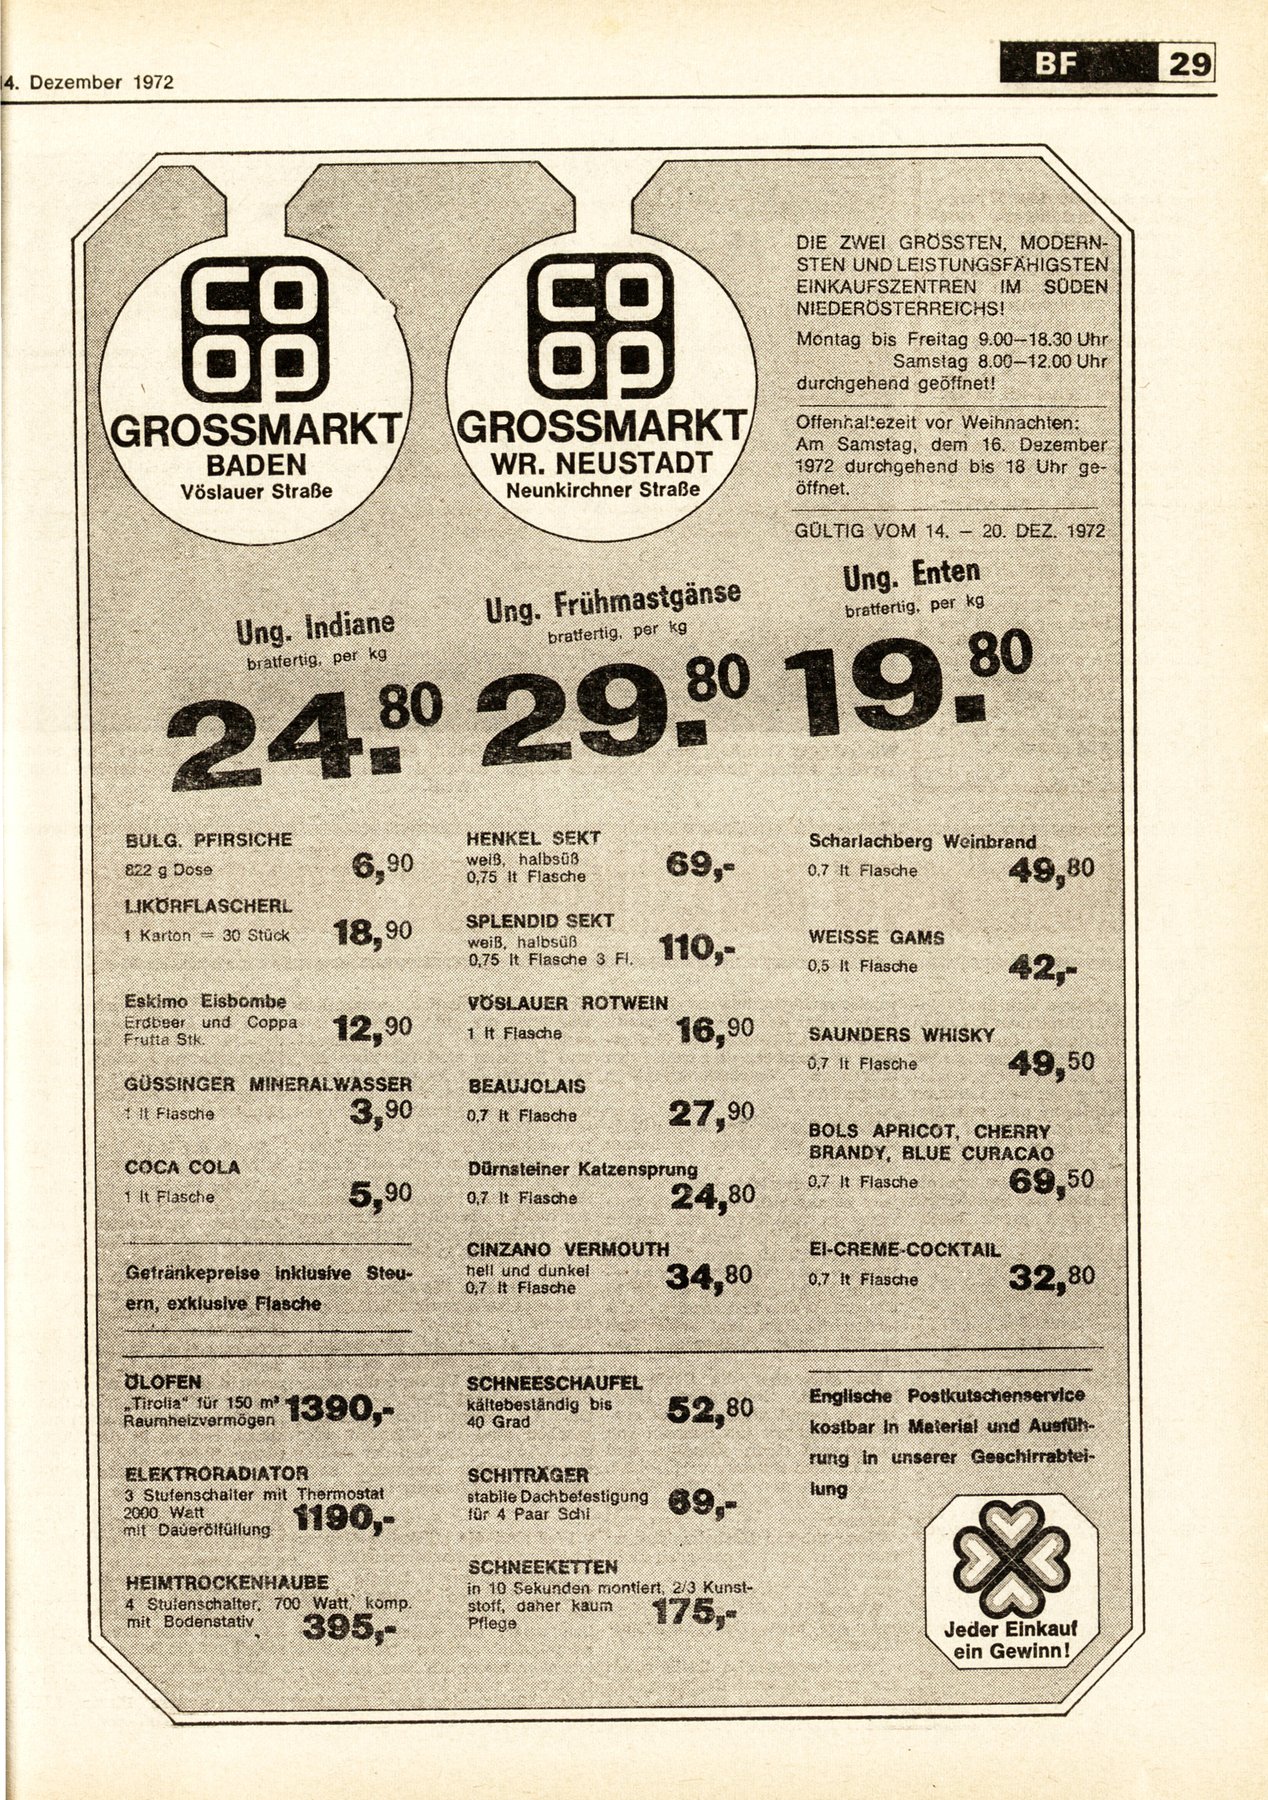 4. Dezember 1972
BF 29
CO
OP
GROSSMARKT
BADEN
Vöslauer Straße
CO
OP
GROSSMARKT
WR. NEUSTADT
Neunkirchner Straße
DIE ZWEI GRÖSSTEN, MODERN-
STEN UND LEISTUNGSFÄHIGSTEN
EINKAUFSZENTREN IM SÜDEN
NIEDERÖSTERREICHS!
Montag bis Freitag 9.00—18.30 Uhr
Samstag 8.00—12.00 Uhr
durchgehend geöffnet!
Offenhaltezeit vor Weihnachten:
Am Samstag, dem 16. Dezember
1972 durchgehend bis 18 Uhr ge-
öffnet.
GÜLTIG VOM 14. — 20. DEZ. 1972
Ung. Indiane
bratfertig, per kg
24.80
Ung. Frühmastgänse
bratfertig, per kg
29.80
Ung. Enten
bratfertig, per kg
19.80
BULG. PFIRSICHE
822 g Dose 6,90
LIKÖRFLASCHERL
1 Karton = 30 Stück 18,90
Eskimo Eisbombe
Erdbeer und Coppa
Frutta Stk. 12,90
GÜSSINGER MINERALWASSER
1 lt Flasche 3,90
COCA COLA
1 lt Flasche 5,90
Getränkepreise inklusive Steu-
ern, exklusive Flasche
HENKEL SEKT
weiß, halbsüß
0,75 lt Flasche 69,-
SPLENDID SEKT
weiß, halbsüß
0,75 lt Flasche 3 Fl. 110,-
VÖSLAUER ROTWEIN
1 lt Flasche 16,90
BEAUJOLAIS
0,7 lt Flasche 27,90
Dürnsteiner Katzensprung
0,7 lt Flasche 24,80
CINZANO VERMOUTH
hell und dunkel
0,7 lt Flasche 34,80
Scharlachberg Weinbrand
0,7 lt Flasche 49,80
WEISSE GAMS
0,5 lt Flasche 42,-
SAUNDERS WHISKY
0,7 lt Flasche 49,50
BOLS APRICOT, CHERRY
BRANDY, BLUE CURACAO
0,7 lt Flasche 69,50
EI-CREME-COCKTAIL
0,7 lt Flasche 32,80
ÖLOFEN
„Tirolia“ für 150 m³
Raumheizvermögen 1390,-
ELEKTRORADIATOR
3 Stufenschalter mit Thermostat
2000 Watt
mit Dauerölfüllung 1190,-
HEIMTROCKENHAUBE
4 Stufenschalter, 700 Watt, komp.
mit Bodenstativ 395,-
SCHNEESCHAUFEL
kältebeständig bis
40 Grad 52,80
SCHITRÄGER
stabile Dachbefestigung
für 4 Paar Schi 69,-
SCHNEEKETTEN
in 10 Sekunden montiert, 2/3 Kunst-
stoff, daher kaum
Pflege 175,-
Englische Postkutschenservice
kostbar in Material und Ausfüh-
rung in unserer Geschirrabtei-
lung
Jeder Einkauf
ein Gewinn!